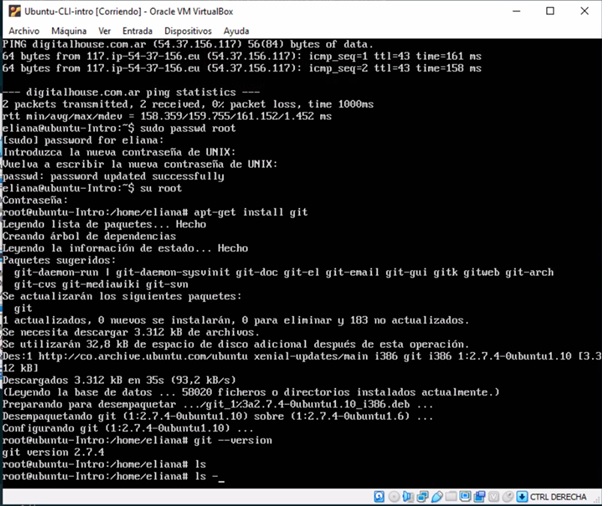 Ubuntu-CLI-intro [Corriendo] - Oracle VM VirtualBox
Archivo Máquina Ver Entrada Dispositivos Ayuda
PING digitalhouse.com.ar (54.37.156.117) 56(84) bytes of data.
64 bytes from 117.ip-54-37-156.eu (54.37.156.117): icmp_seq=1 ttl=43 time=161 ms
64 bytes from 117.ip-54-37-156.eu (54.37.156.117): icmp_seq=2 ttl=43 time=158 ms
--- digitalhouse.com.ar ping statistics ---
2 packets transmitted, 2 received, 0% packet loss, time 1000ms
rtt min/avg/max/mdev = 158.359/159.755/161.152/1.452 ms
eliana@ubuntu-Intro:~$ sudo passwd root
[sudo] password for eliana:
Introduzca la nueva contraseña de UNIX:
Vuelva a escribir la nueva contraseña de UNIX:
passwd: password updated successfully
eliana@ubuntu-Intro:~$ su root
Contraseña:
root@ubuntu-Intro:/home/eliana# apt-get install git
Leyendo lista de paquetes... Hecho
Creando árbol de dependencias
Leyendo la información de estado... Hecho
Paquetes sugeridos:
git-daemon-run | git-daemon-sysvinit git-doc git-el git-email git-gui gitk gitweb git-arch
git-cvs git-mediawiki git-svn
Se actualizarán los siguientes paquetes:
git
1 actualizados, 0 nuevos se instalarán, 0 para eliminar y 183 no actualizados.
Se necesita descargar 3.312 kB de archivos.
Se utilizarán 32,8 kB de espacio de disco adicional después de esta operación.
Des:1 http://co.archive.ubuntu.com/ubuntu xenial-updates/main i386 git i386 1:2.7.4-0ubuntu1.10 [3.3
12 kB]
Descargados 3.312 kB en 35s (93,2 kB/s)
(Leyendo la base de datos ... 58020 ficheros o directorios instalados actualmente.)
Preparando para desempaquetar .../git_1%3a2.7.4-0ubuntu1.10_i386.deb ...
Desempaquetando git (1:2.7.4-0ubuntu1.10) sobre (1:2.7.4-0ubuntu1.6) ...
Configurando git (1:2.7.4-0ubuntu1.10) ...
root@ubuntu-Intro:/home/eliana# git --version
git version 2.7.4
root@ubuntu-Intro:/home/eliana# ls
root@ubuntu-Intro:/home/eliana# ls -_
CTRL DERECHA